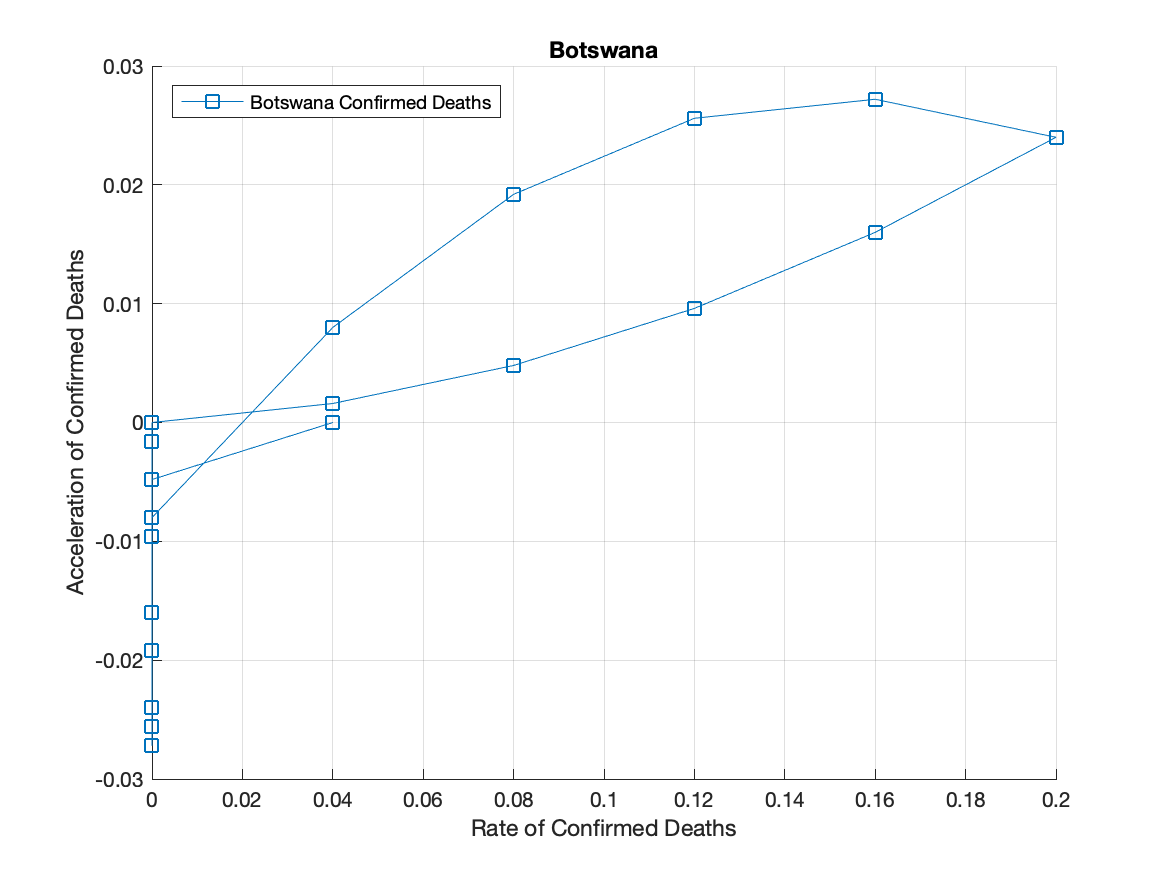 Botswana
Botswana Confirmed Deaths
0.03
0.02
0.01
0
-0.01
-0.02
-0.03
Acceleration of Confirmed Deaths
0 0.02 0.04 0.06 0.08 0.1 0.12 0.14 0.16 0.18 0.2
Rate of Confirmed Deaths